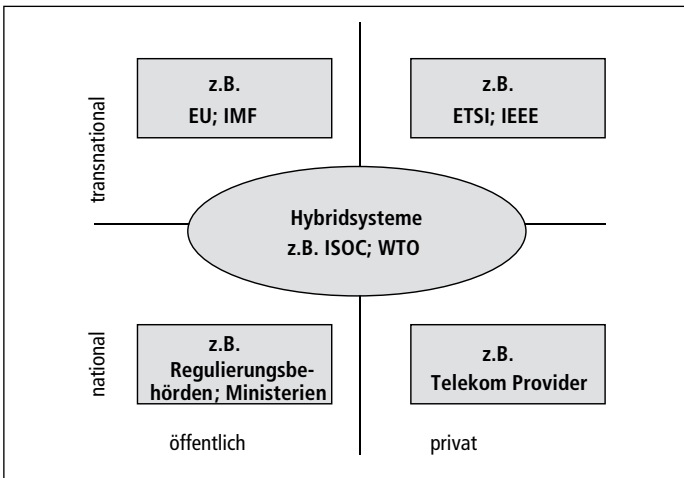 z.B.
EU; IMF
z.B.
ETSI; IEEE
transnational
Hybridsysteme
z.B. ISOC; WTO
national
z.B.
Regulierungsbe-
hörden; Ministerien
z.B.
Telekom Provider
öffentlich
privat